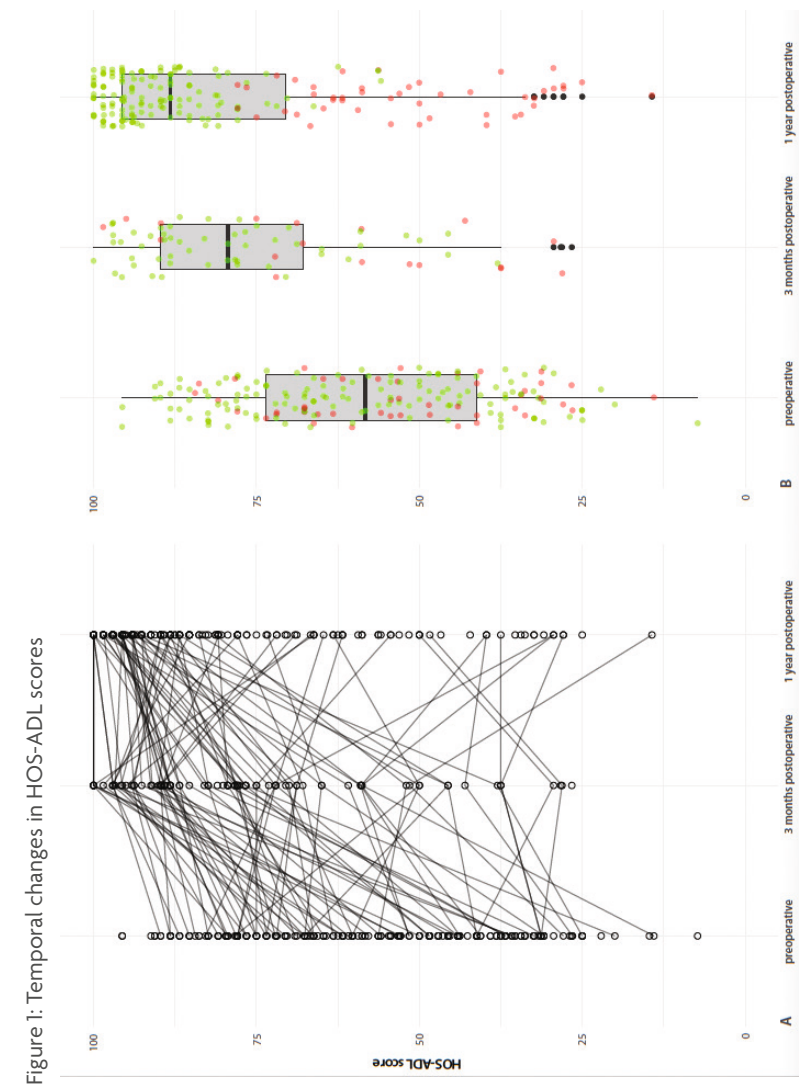 Figure 1: Temporal changes in HOS-ADL scores
HOS-ADL score
100
75
50
25
0
preoperative
3 months postoperative
1 year postoperative
A
100
75
50
25
0
preoperative
3 months postoperative
1 year postoperative
B